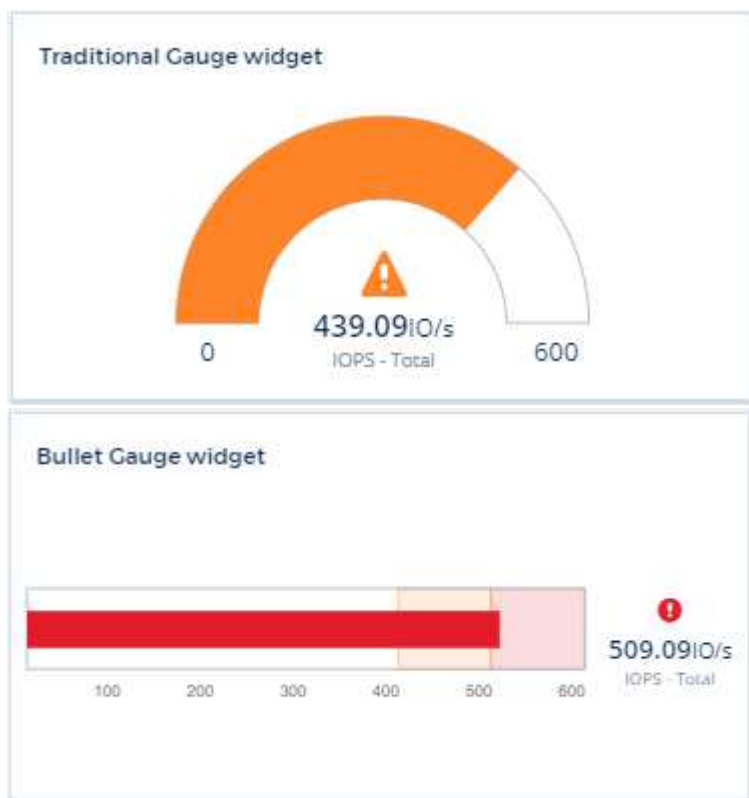 Traditional Gauge widget
439.09IO/s
0
IOPS - Total
600
Bullet Gauge widget
509.09IO/s
IOPS - Total
100 200 300 400 500 600